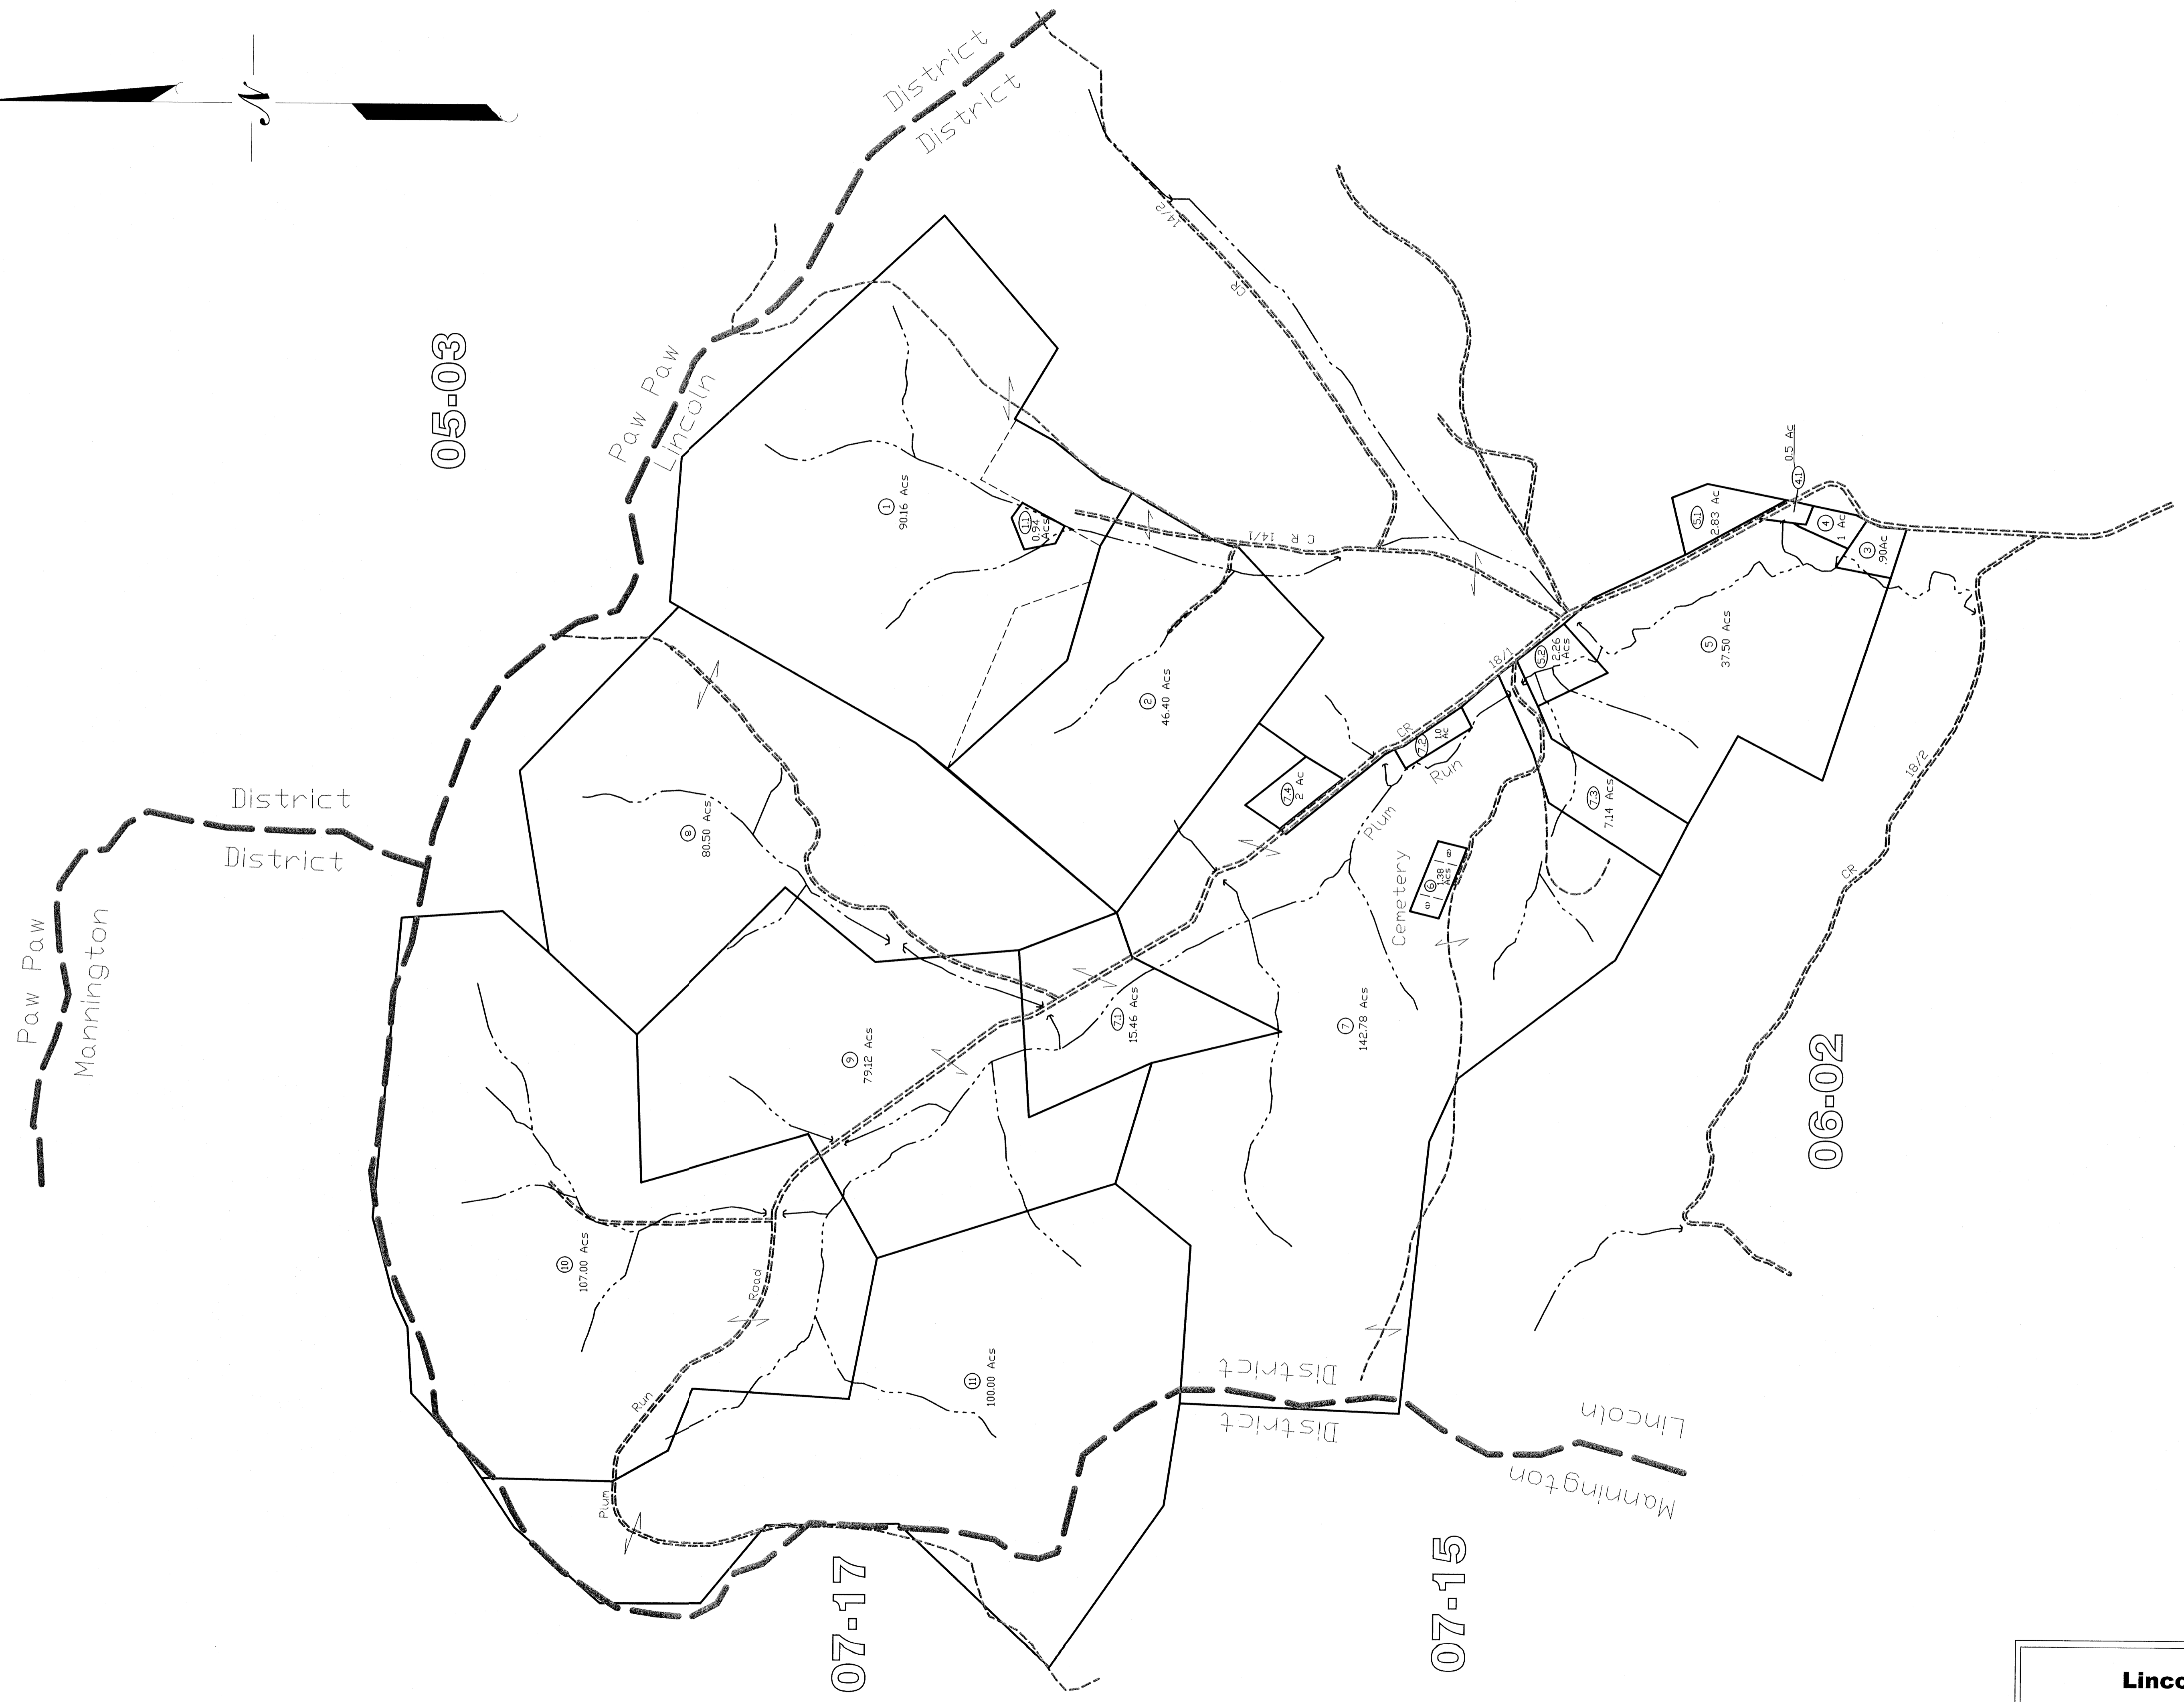 N
District
District
05-03
Paw Paw
Lincoln
14/2
CR
1
90.16 Acs
1.1
0.94
Acs
C R
14/1
0.5 Ac
4.1
5.1
2.83 Ac
4
1 Ac
3
.90Ac
5
37.50 Acs
5.2
2.26
Acs
18/1
CR
2
46.40 Acs
7.2
1.0
Ac
Run
Plum
7.4
2 Ac
7.3
7.14 Acs
18/2
CR
District
District
Paw Paw
Mannington
8
80.50 Acs
Cemetery
6
1.38
Acs
7.1
15.46 Acs
7
142.78 Acs
9
79.12 Acs
06-02
10
107.00 Acs
Road
Run
Plum
11
100.00 Acs
District
District
Lincoln
Mannington
07-17
07-15